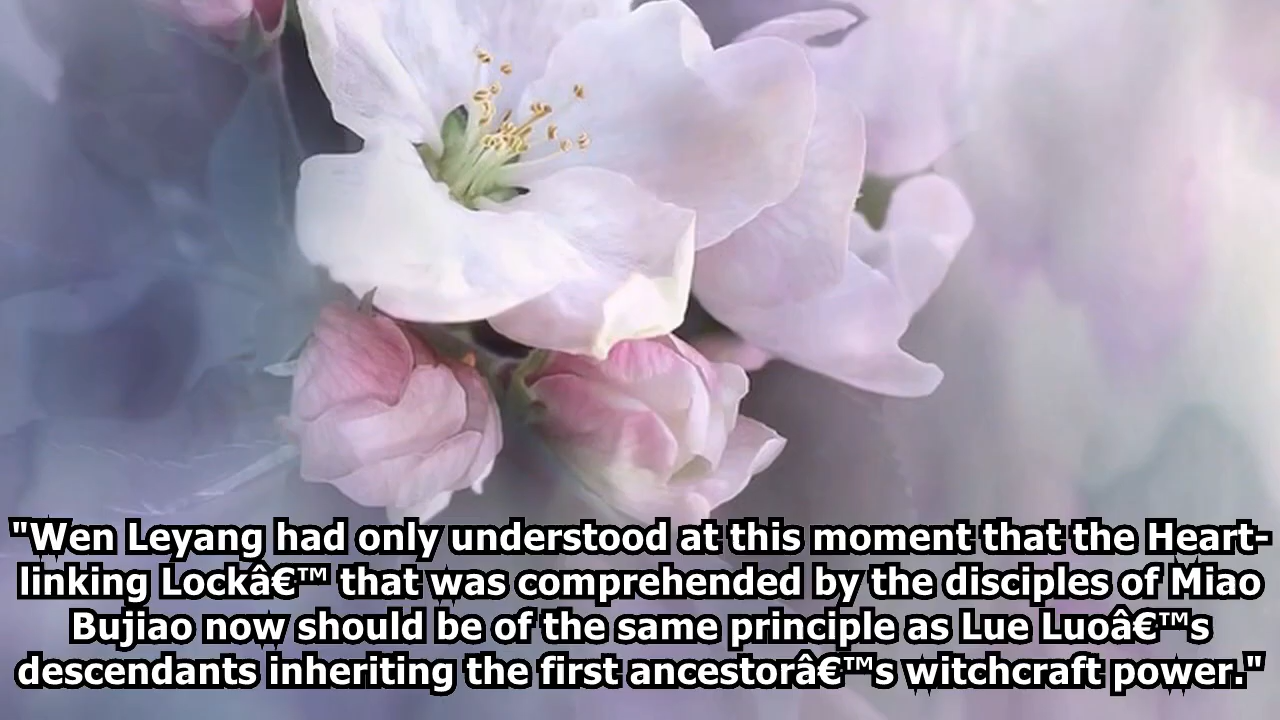 "Wen Leyang had only understood at this moment that the Heart-
linking Lockâ€™ that was comprehended by the disciples of Miao
Bujiao now should be of the same principle as Lue Luoâ€™s
descendants inheriting the first ancestorâ€™s witchcraft power."